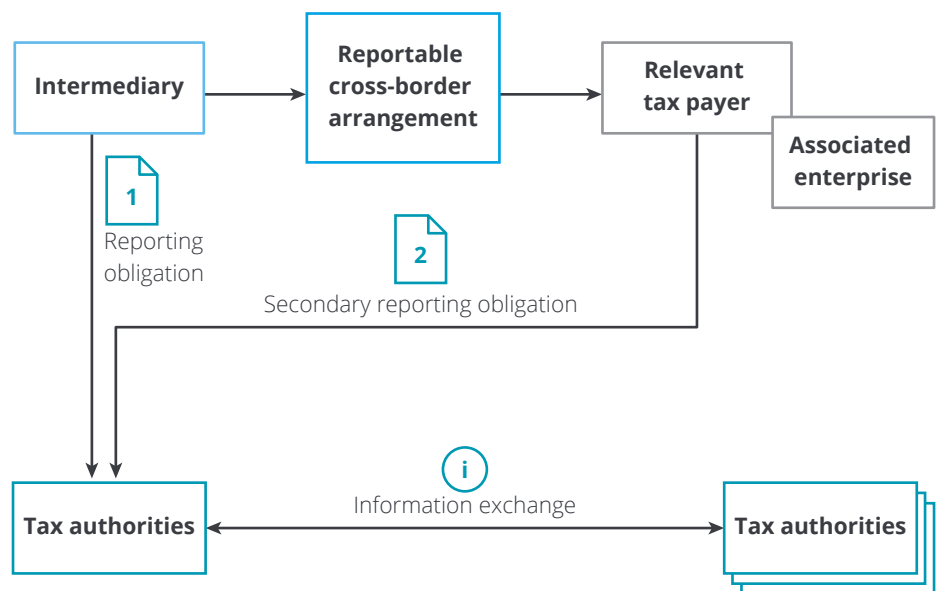 Intermediary
Reportable
cross-border
arrangement
Relevant
tax payer
Associated
enterprise
1
Reporting
obligation
2
Secondary reporting obligation
i
Information exchange
Tax authorities
Tax authorities